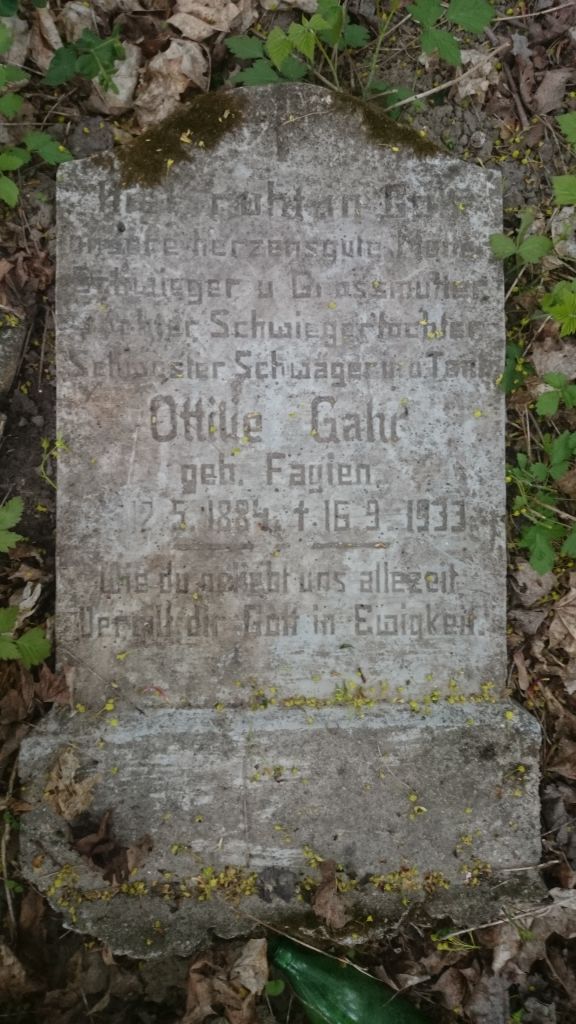 Hier ruht in Gott
unsere herzensgute Mutter
Schwieger u Grossmutter
Tochter Schwiegertochter
Schwester Schwägerin u Tante
Ottilie Gahr
geb. Fagien
12 5. 1884 + 16. 9. 1933
Wie du geliebt uns allezeit
Vergilt dir Gott in Ewigkeit.